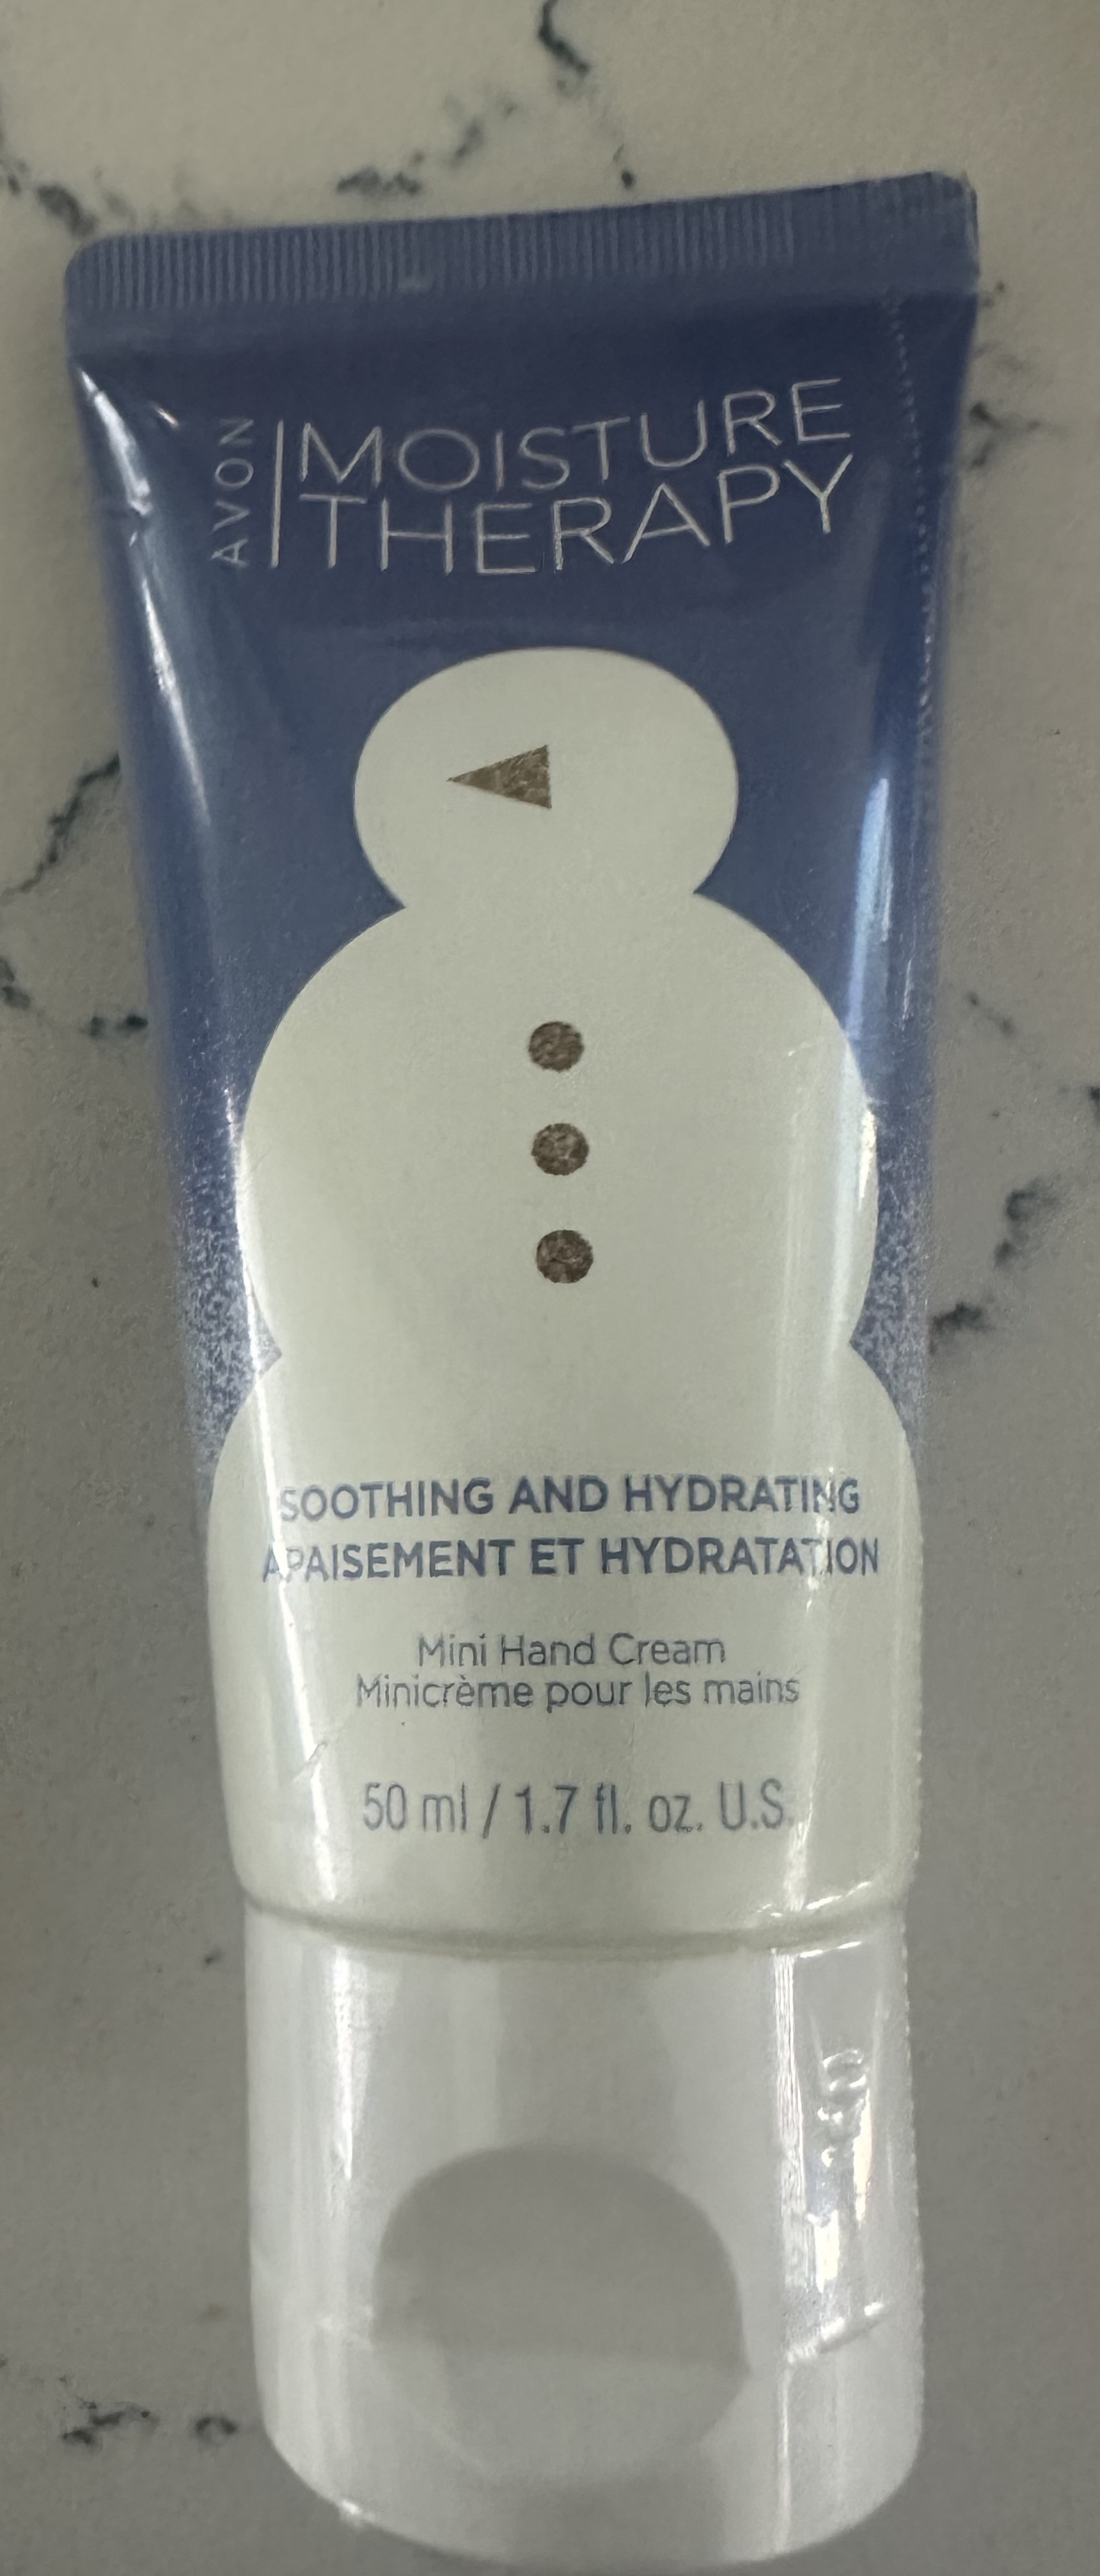 AVON
MOISTURE
THERAPY
SOOTHING AND HYDRATING
APAISEMENT ET HYDRATATION
Mini Hand Cream
Minicrème pour les mains
50 ml / 1.7 fl. oz. U.S.